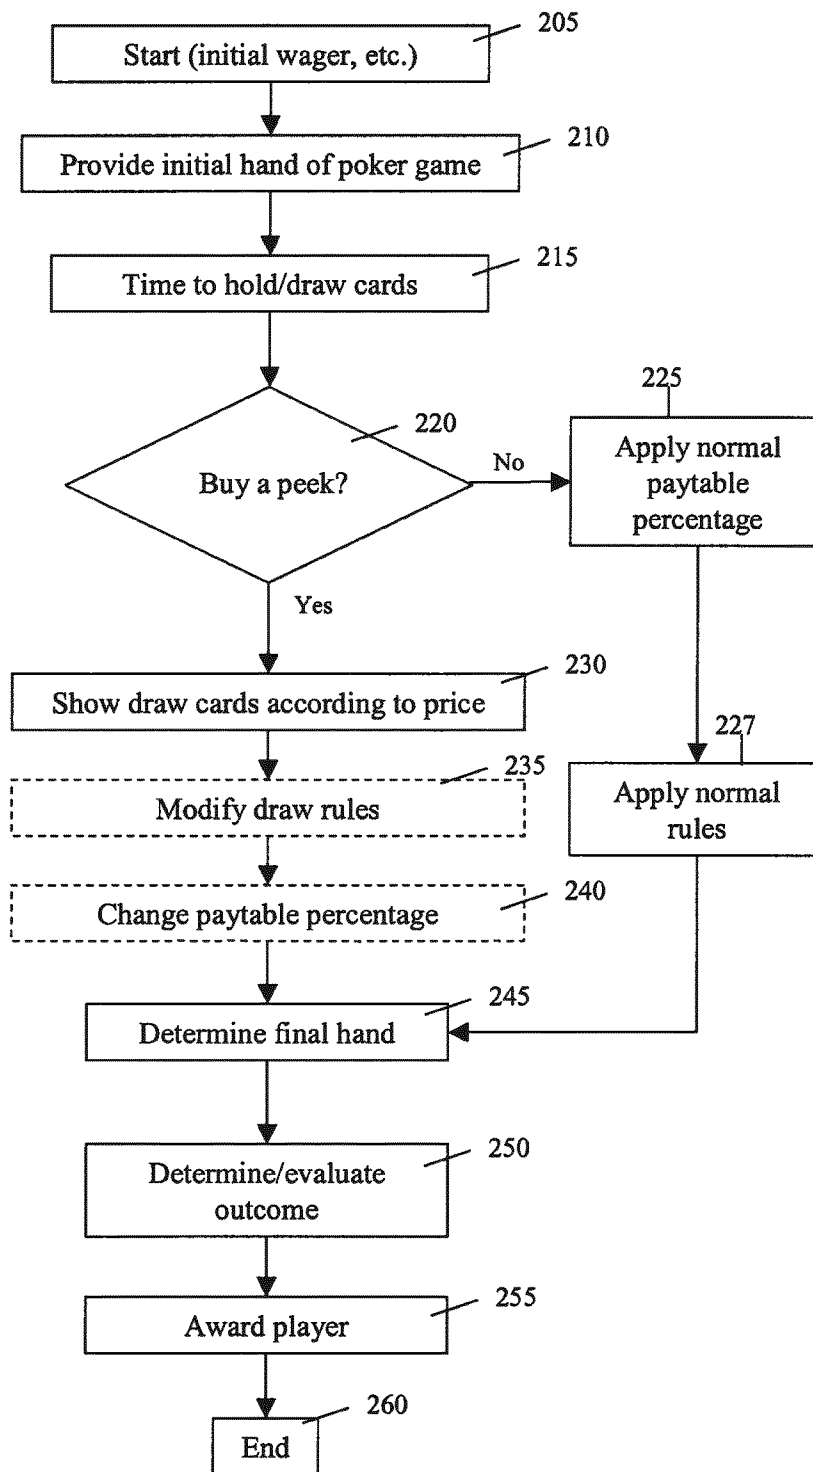 205
Start (initial wager, etc.)
210
Provide initial hand of poker game
215
Time to hold/draw cards
220
Buy a peek?
No
225
Apply normal
paytable
percentage
Yes
230
Show draw cards according to price
227
Apply normal
rules
235
Modify draw rules
240
Change paytable percentage
245
Determine final hand
250
Determine/evaluate
outcome
255
Award player
260
End